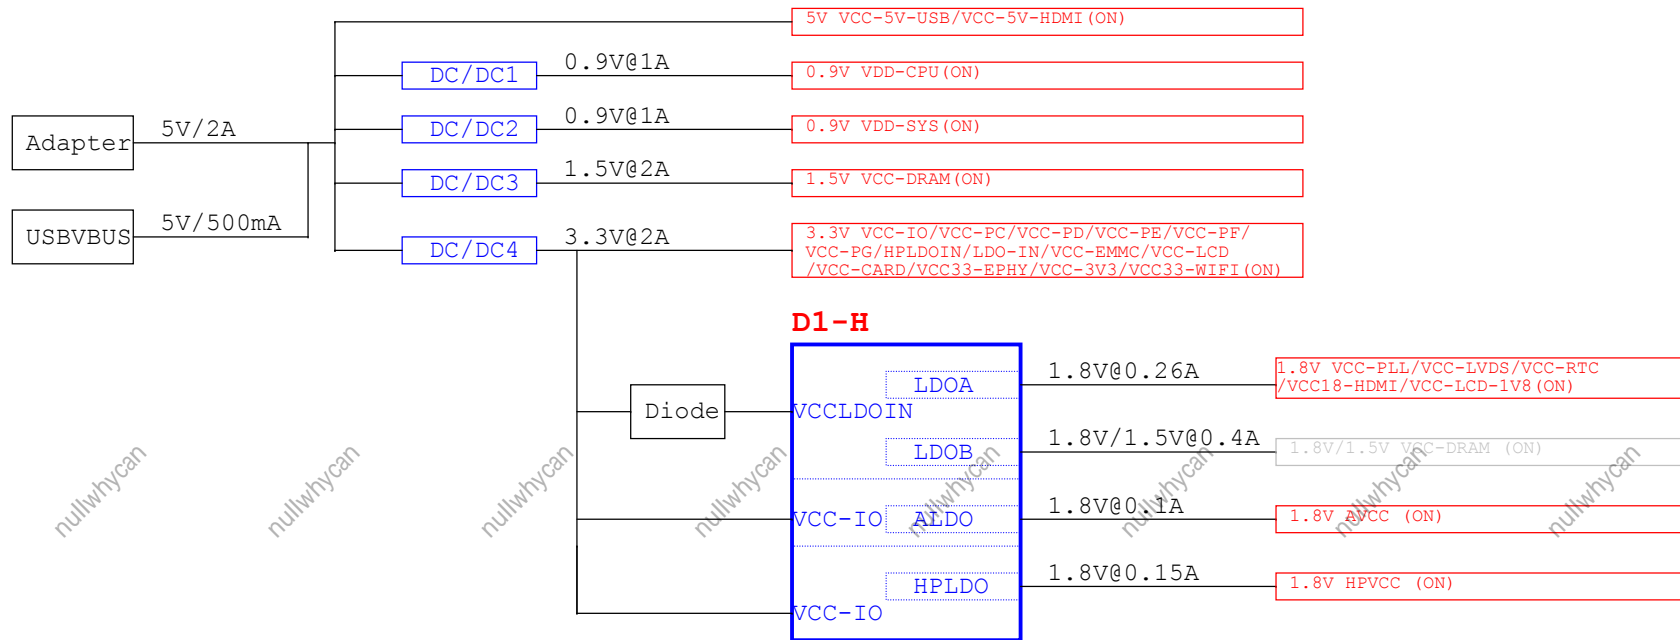 5V VCC-5V-USB/VCC-5V-HDMI(ON)
DC/DC1
0.9V@1A
0.9V VDD-CPU(ON)
Adapter
5V/2A
DC/DC2
0.9V@1A
0.9V VDD-SYS(ON)
DC/DC3
1.5V@2A
1.5V VCC-DRAM(ON)
USBVBUS
5V/500mA
DC/DC4
3.3V@2A
3.3V VCC-IO/VCC-PC/VCC-PD/VCC-PE/VCC-PF/
VCC-PG/HPLDOIN/LDO-IN/VCC-EMMC/VCC-LCD
/VCC-CARD/VCC33-EPHY/VCC-3V3/VCC33-WIFI(ON)
D1-H
LDOA
1.8V@0.26A
1.8V VCC-PLL/VCC-LVDS/VCC-RTC
/VCC18-HDMI/VCC-LCD-1V8(ON)
Diode
VCCLDOIN
LDOB
1.8V/1.5V@0.4A
1.8V/1.5V VCC-DRAM (ON)
VCC-IO
ALDO
1.8V@0.1A
1.8V AVCC (ON)
HPLDO
1.8V@0.15A
1.8V HPVCC (ON)
VCC-IO
nullwhycan
nullwhycan
nullwhycan
nullwhycan
nullwhycan
nullwhycan
nullwhycan
nullwhycan